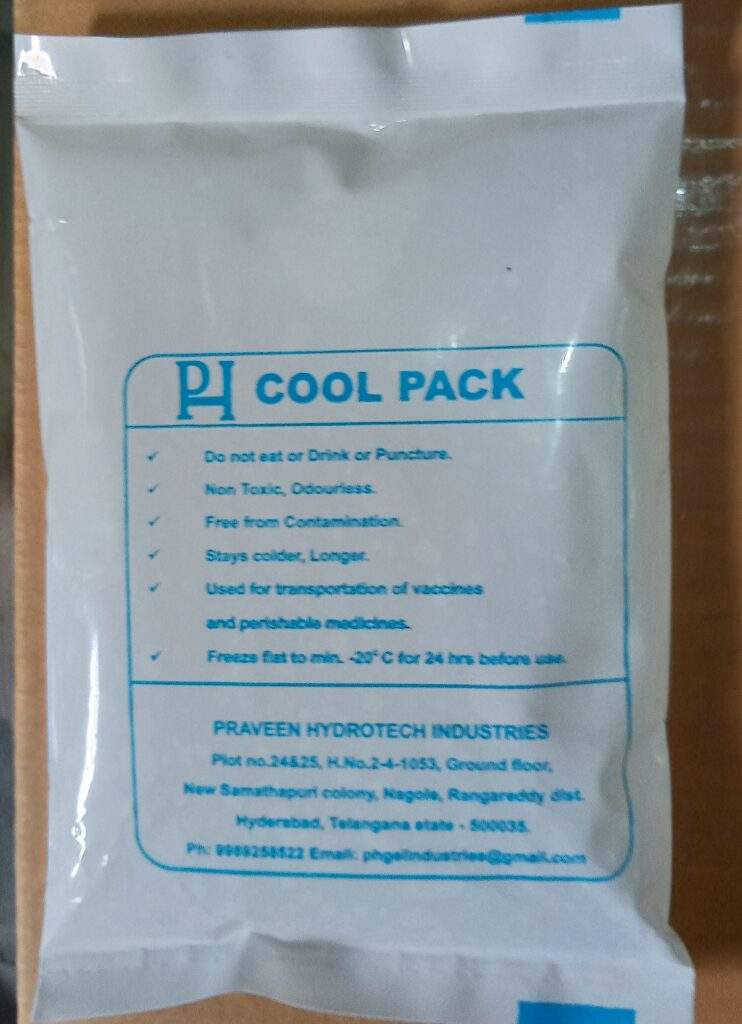 PH COOL PACK
✓ Do not eat or Drink or Puncture.
✓ Non Toxic, Odourless.
✓ Free from Contamination.
✓ Stays colder, Longer.
✓ Used for transportation of vaccines
and perishable medicines.
✓ Freeze flat to min. -20°C for 24 hrs before use.
PRAVEEN HYDROTECH INDUSTRIES
Plot no.24&25, H.No.2-4-1053, Ground floor,
New Samathapuri colony, Nagole, Rangareddy dist.
Hyderabad, Telangana state - 500035.
Ph: 9989258522 Email: phgelindustries@gmail.com